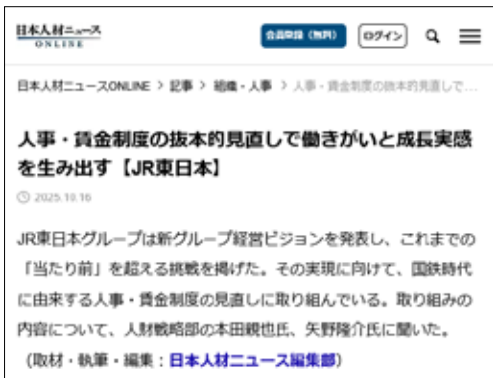 日本人材ニュース
ONLINE
会員登録（無料）
ログイン
日本人材ニュースONLINE > 記事 > 組織・人事 > 人事・賃金制度の抜本的見直しで...
人事・賃金制度の抜本的見直しで働きがいと成長実感
を生み出す【JR東日本】
2025.10.16
JR東日本グループは新グループ経営ビジョンを発表し、これまでの
「当たり前」を超える挑戦を掲げた。その実現に向けて、国鉄時代
に由来する人事・賃金制度の見直しに取り組んでいる。取り組みの
内容について、人財戦略部の本田親也氏、矢野隆介氏に聞いた。
（取材・執筆・編集：日本人材ニュース編集部）